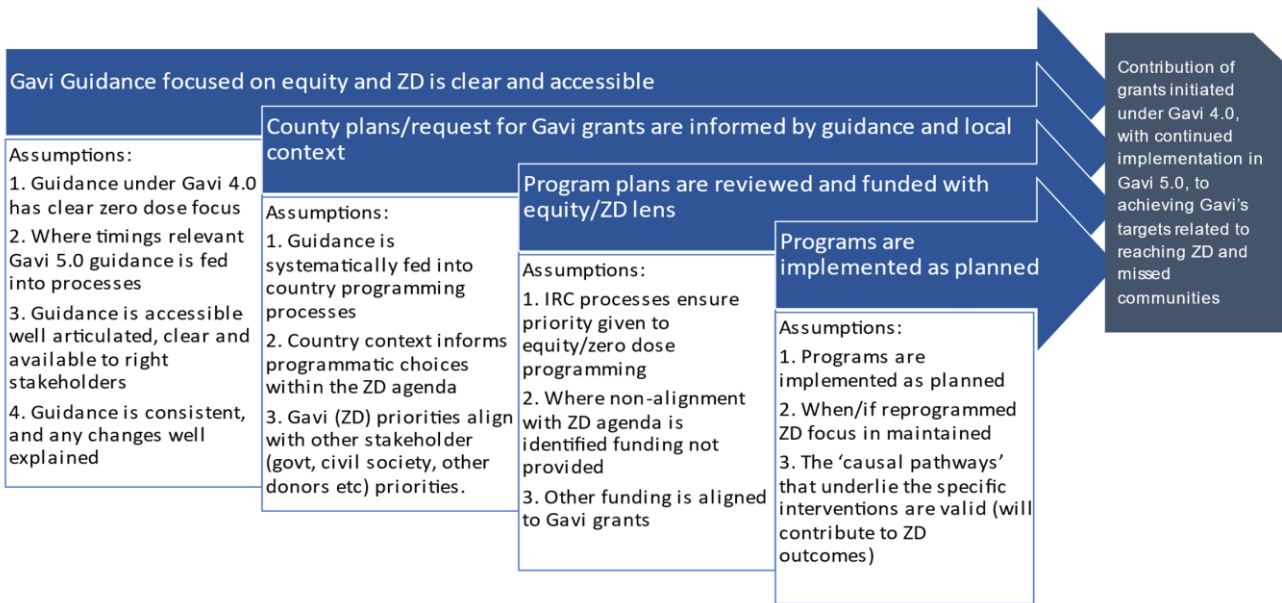 Gavi Guidance focused on equity and ZD is clear and accessible
Assumptions:
1. Guidance under Gavi 4.0
has clear zero dose focus
2. Where timings relevant
Gavi 5.0 guidance is fed
into processes
3. Guidance is accessible
well articulated, clear and
available to right
stakeholders
4. Guidance is consistent,
and any changes well
explained
County plans/request for Gavi grants are informed by guidance and local
context
Assumptions:
1. Guidance is
systematically fed into
country programming
processes
2. Country context informs
programmatic choices
within the ZD agenda
3. Gavi (ZD) priorities align
with other stakeholder
(govt, civil society, other
donors etc) priorities.
Program plans are reviewed and funded with
equity/ZD lens
Assumptions:
1. IRC processes ensure
priority given to
equity/zero dose
programming
2. Where non-alignment
with ZD agenda is
identified funding not
provided
3. Other funding is aligned
to Gavi grants
Programs are
implemented as planned
Assumptions:
1. Programs are
implemented as planned
2. When/if reprogrammed
ZD focus in maintained
3. The ‘causal pathways’
that underlie the specific
interventions are valid (will
contribute to ZD
outcomes)
Contribution of
grants initiated
under Gavi 4.0,
with continued
implementation in
Gavi 5.0, to
achieving Gavi’s
targets related to
reaching ZD and
missed
communities